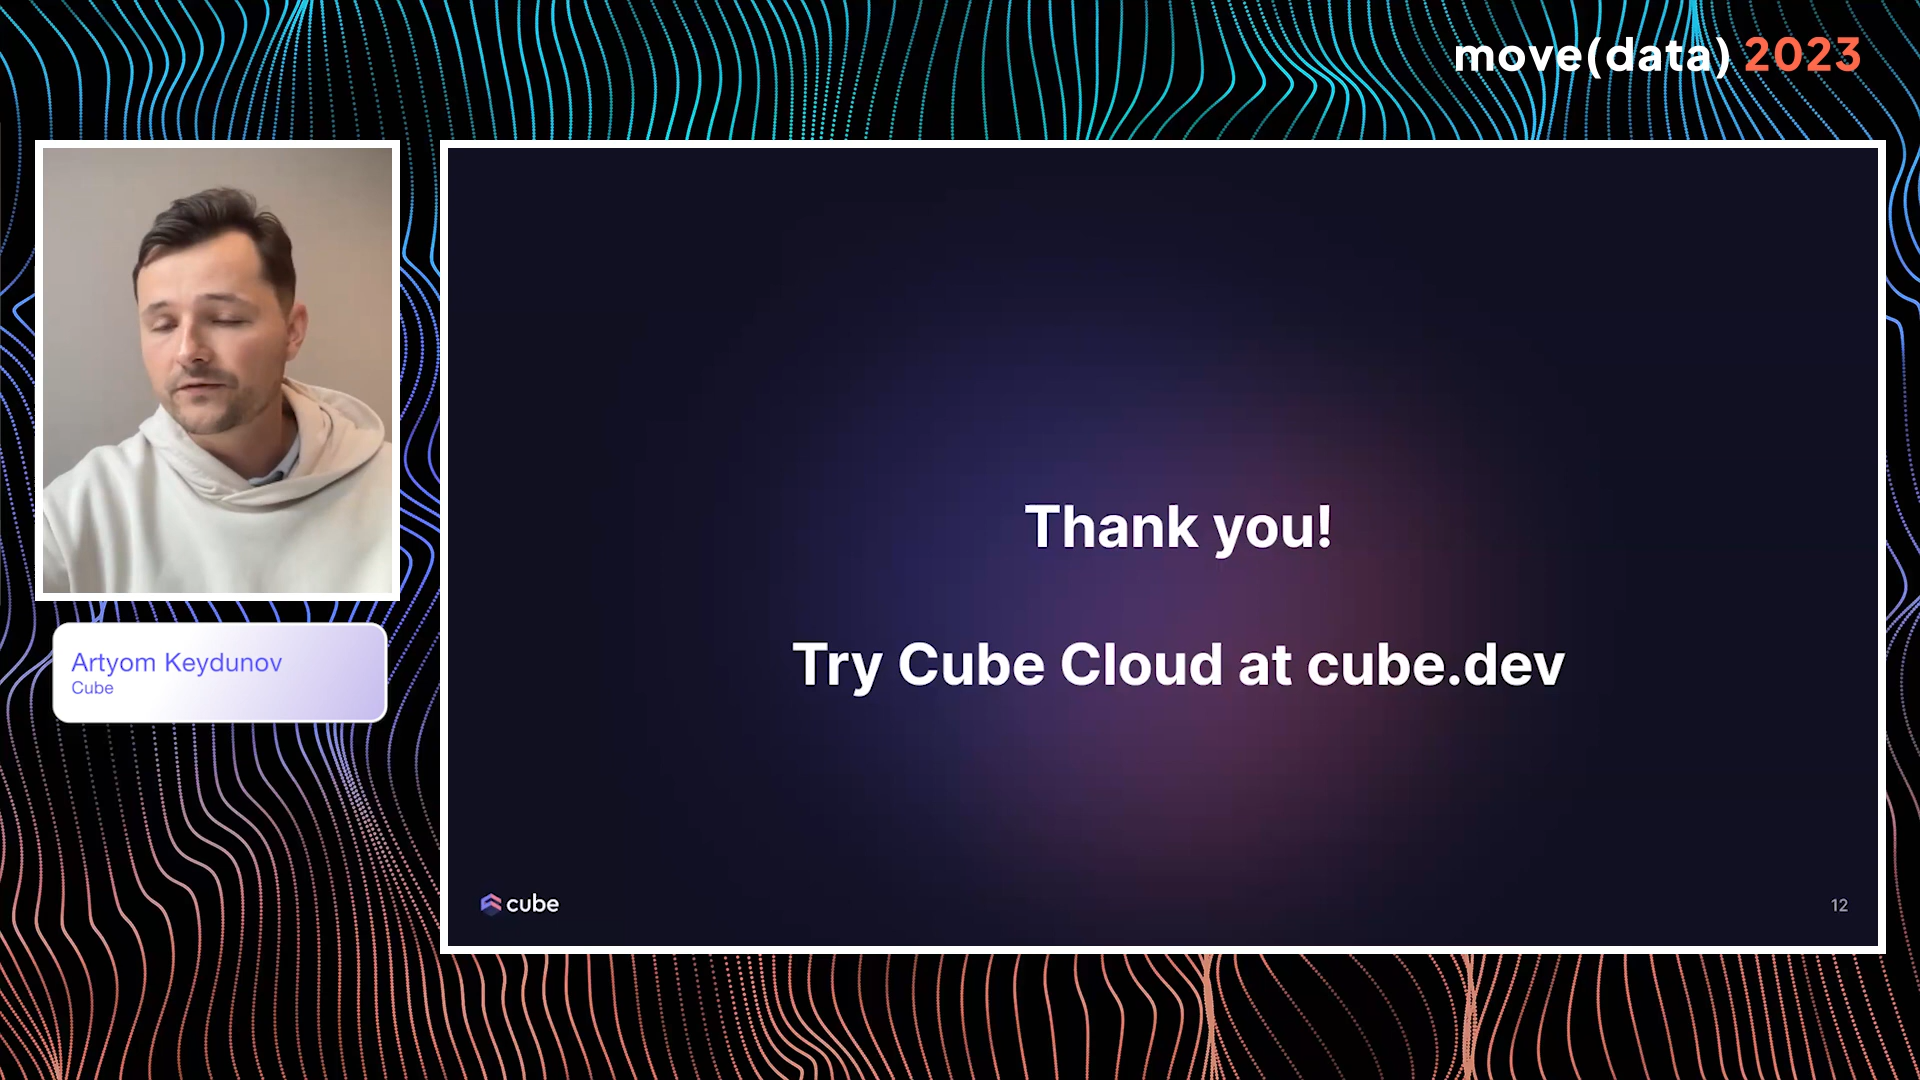 move(data) 2023
Artyom Keydunov
Cube
Thank you!
Try Cube Cloud at cube.dev
cube
12